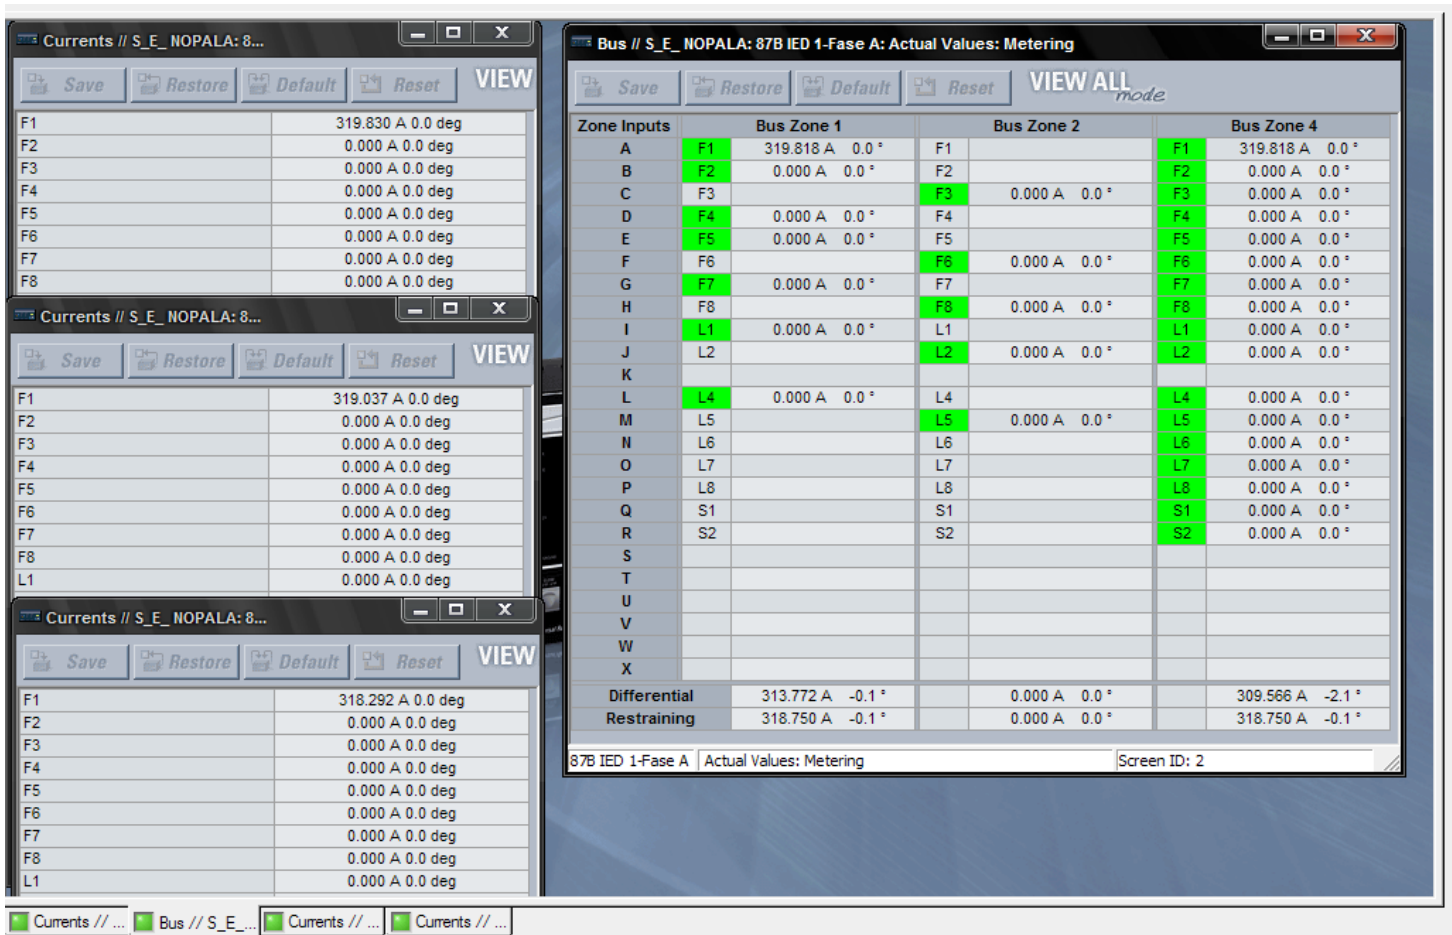 Currents // S_E_ NOPALA: 8...
Save Restore Default Reset VIEW
F1 319.830 A 0.0 deg
F2 0.000 A 0.0 deg
F3 0.000 A 0.0 deg
F4 0.000 A 0.0 deg
F5 0.000 A 0.0 deg
F6 0.000 A 0.0 deg
F7 0.000 A 0.0 deg
F8 0.000 A 0.0 deg
Currents // S_E_ NOPALA: 8...
Save Restore Default Reset VIEW
F1 319.037 A 0.0 deg
F2 0.000 A 0.0 deg
F3 0.000 A 0.0 deg
F4 0.000 A 0.0 deg
F5 0.000 A 0.0 deg
F6 0.000 A 0.0 deg
F7 0.000 A 0.0 deg
F8 0.000 A 0.0 deg
L1 0.000 A 0.0 deg
Currents // S_E_ NOPALA: 8...
Save Restore Default Reset VIEW
F1 318.292 A 0.0 deg
F2 0.000 A 0.0 deg
F3 0.000 A 0.0 deg
F4 0.000 A 0.0 deg
F5 0.000 A 0.0 deg
F6 0.000 A 0.0 deg
F7 0.000 A 0.0 deg
F8 0.000 A 0.0 deg
L1 0.000 A 0.0 deg
Bus // S_E_ NOPALA: 87B IED 1-Fase A: Actual Values: Metering
Save Restore Default Reset VIEW ALL mode
Zone Inputs Bus Zone 1 Bus Zone 2 Bus Zone 4
A F1 319.818 A 0.0 ° F1 F1 319.818 A 0.0 °
B F2 0.000 A 0.0 ° F2 F2 0.000 A 0.0 °
C F3 F3 0.000 A 0.0 ° F3 0.000 A 0.0 °
D F4 0.000 A 0.0 ° F4 F4 0.000 A 0.0 °
E F5 0.000 A 0.0 ° F5 F5 0.000 A 0.0 °
F F6 F6 0.000 A 0.0 ° F6 0.000 A 0.0 °
G F7 0.000 A 0.0 ° F7 F7 0.000 A 0.0 °
H F8 F8 0.000 A 0.0 ° F8 0.000 A 0.0 °
I L1 0.000 A 0.0 ° L1 L1 0.000 A 0.0 °
J L2 L2 0.000 A 0.0 ° L2 0.000 A 0.0 °
K
L L4 0.000 A 0.0 ° L4 L4 0.000 A 0.0 °
M L5 L5 0.000 A 0.0 ° L5 0.000 A 0.0 °
N L6 L6 L6 0.000 A 0.0 °
O L7 L7 L7 0.000 A 0.0 °
P L8 L8 L8 0.000 A 0.0 °
Q S1 S1 S1 0.000 A 0.0 °
R S2 S2 S2 0.000 A 0.0 °
S
T
U
V
W
X
Differential 313.772 A -0.1 ° 0.000 A 0.0 ° 309.566 A -2.1 °
Restraining 318.750 A -0.1 ° 0.000 A 0.0 ° 318.750 A -0.1 °
87B IED 1-Fase A Actual Values: Metering Screen ID: 2
Currents // ... Bus // S_E_... Currents // ... Currents // ...